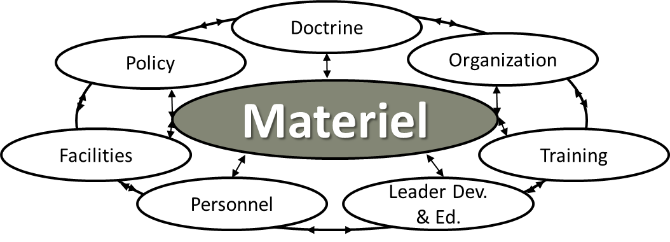 Doctrine
Policy
Organization
Materiel
Facilities
Training
Personnel
Leader Dev.
& Ed.